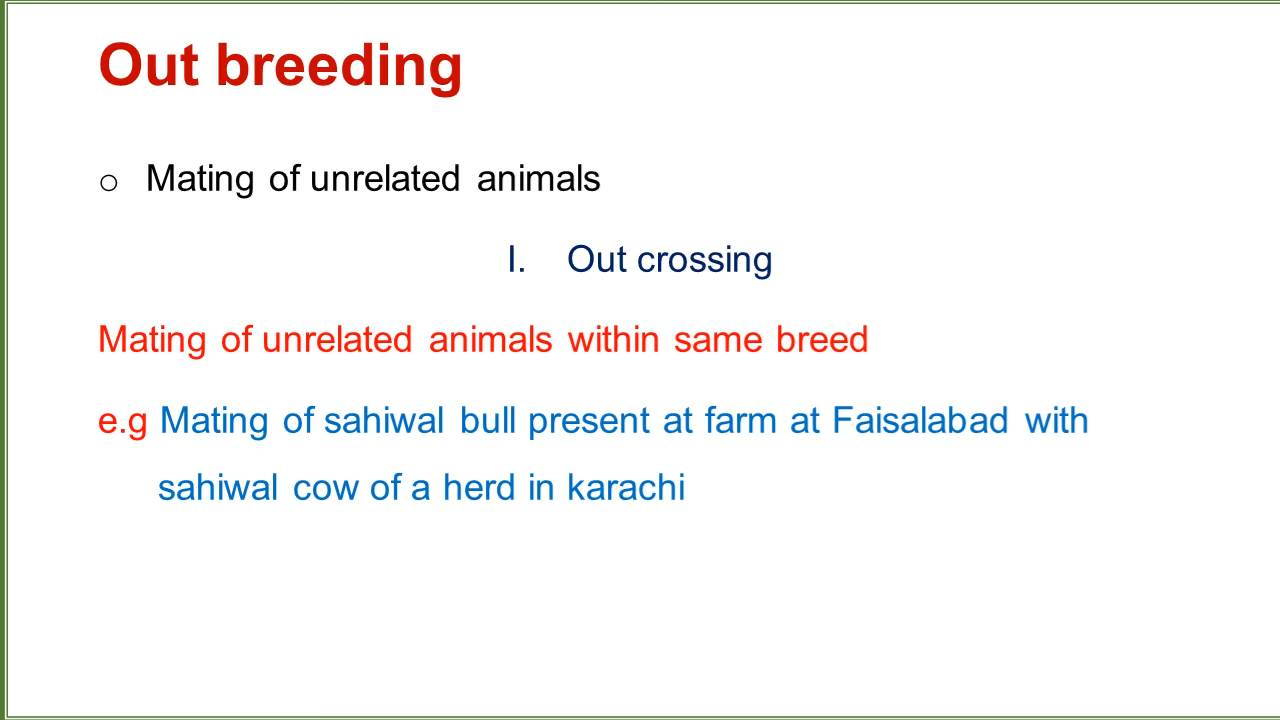 Out breeding
o Mating of unrelated animals
I. Out crossing
Mating of unrelated animals within same breed
e.g Mating of sahiwal bull present at farm at Faisalabad with
sahiwal cow of a herd in karachi